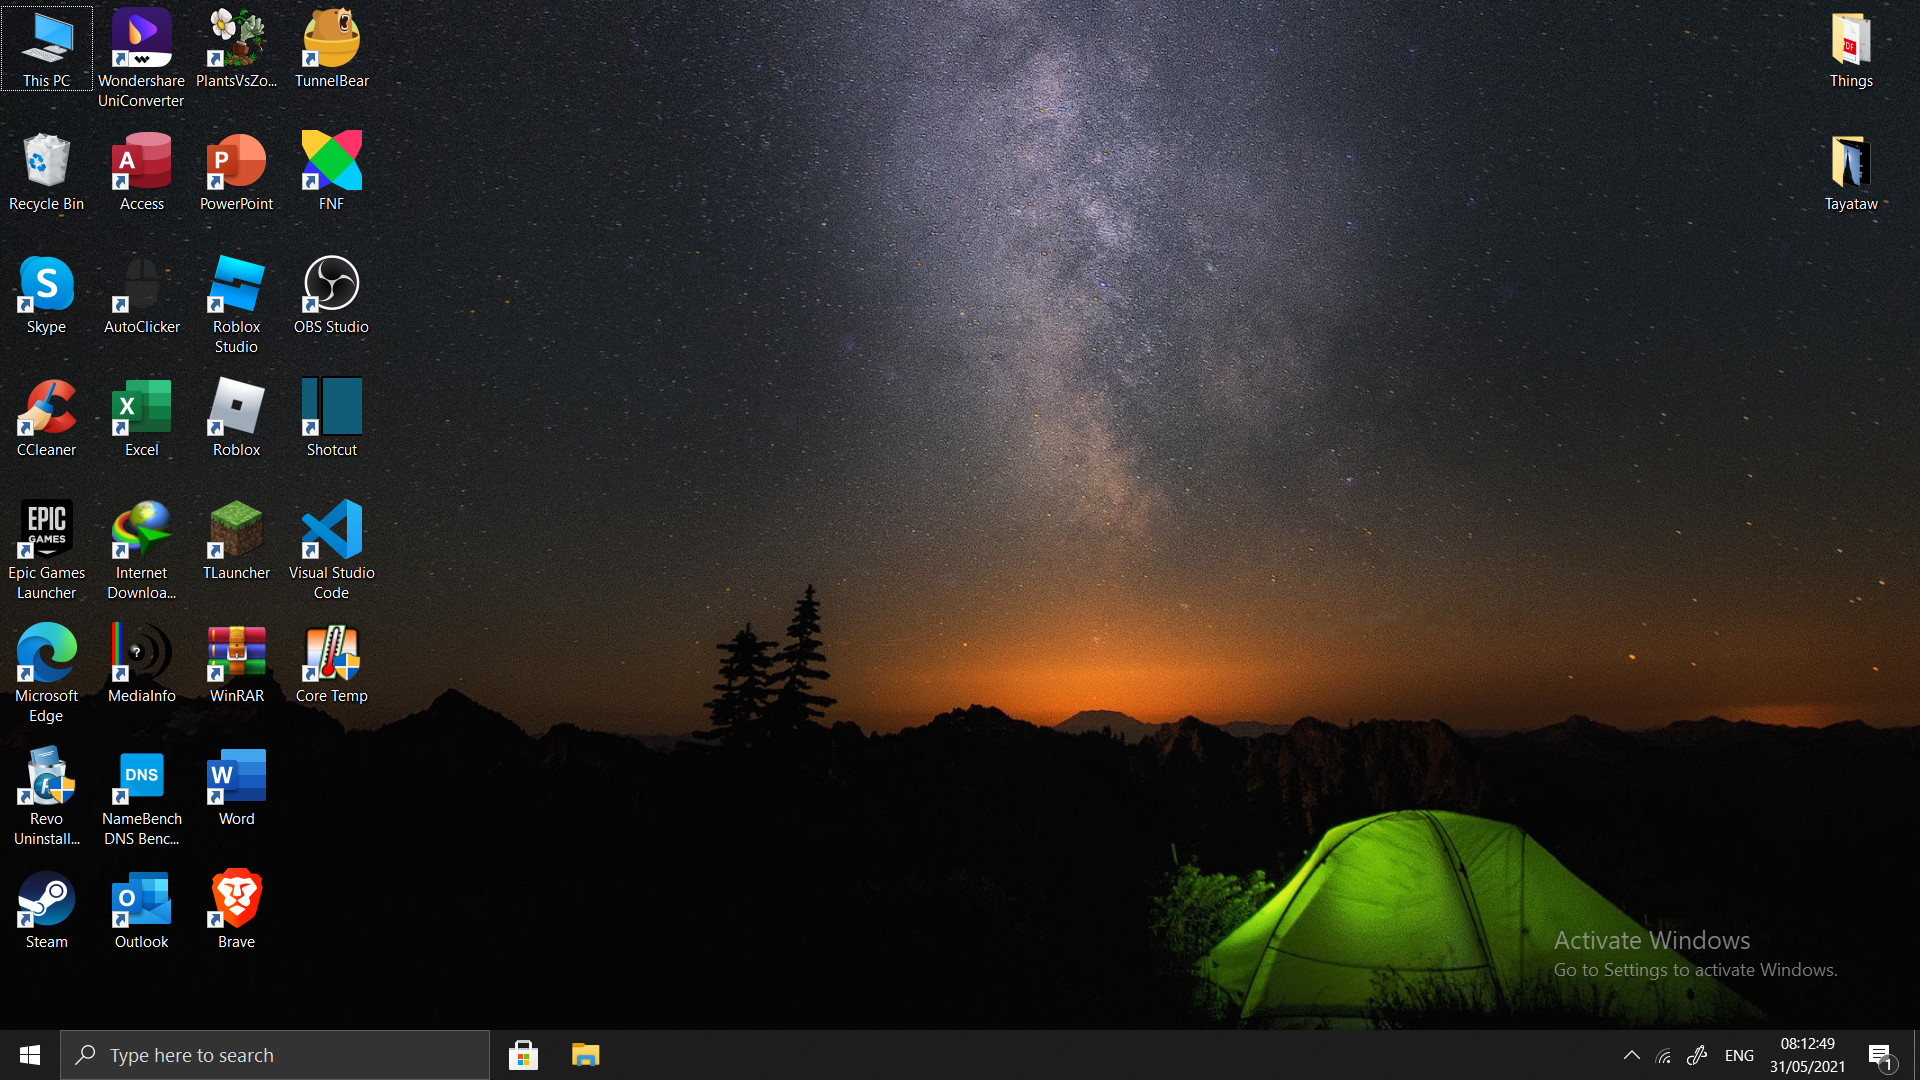 This PC
Wondershare
UniConverter
PlantsVsZo...
TunnelBear
Things
Recycle Bin
A
Access
P
PowerPoint
FNF
PDF
Tayataw
S
Skype
AutoClicker
Roblox
Studio
OBS Studio
CCleaner
X
Excel
Roblox
Shotcut
EPIC
GAMES
Epic Games
Launcher
Internet
Downloa...
TLauncher
Visual Studio
Code
Microsoft
Edge
?
MediaInfo
WinRAR
Core Temp
Revo
Uninstall...
DNS
NameBench
DNS Benc...
W
Word
Steam
O
Outlook
Brave
Activate Windows
Go to Settings to activate Windows.
Type here to search
ENG
08:12:49
31/05/2021
1